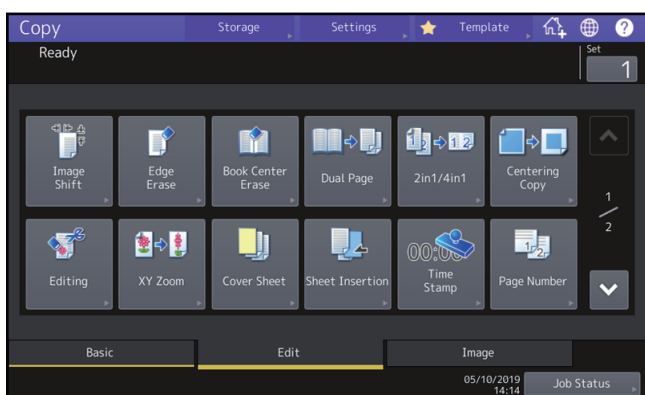 Copy
Storage
Settings
Template
?
Ready
Set
1
Image
Shift
Edge
Erase
Book Center
Erase
Dual Page
2in1/4in1
Centering
Copy
1
2
Editing
XY Zoom
Cover Sheet
Sheet Insertion
00:00
Time
Stamp
Page Number
Basic
Edit
Image
05/10/2019
14:14
Job Status